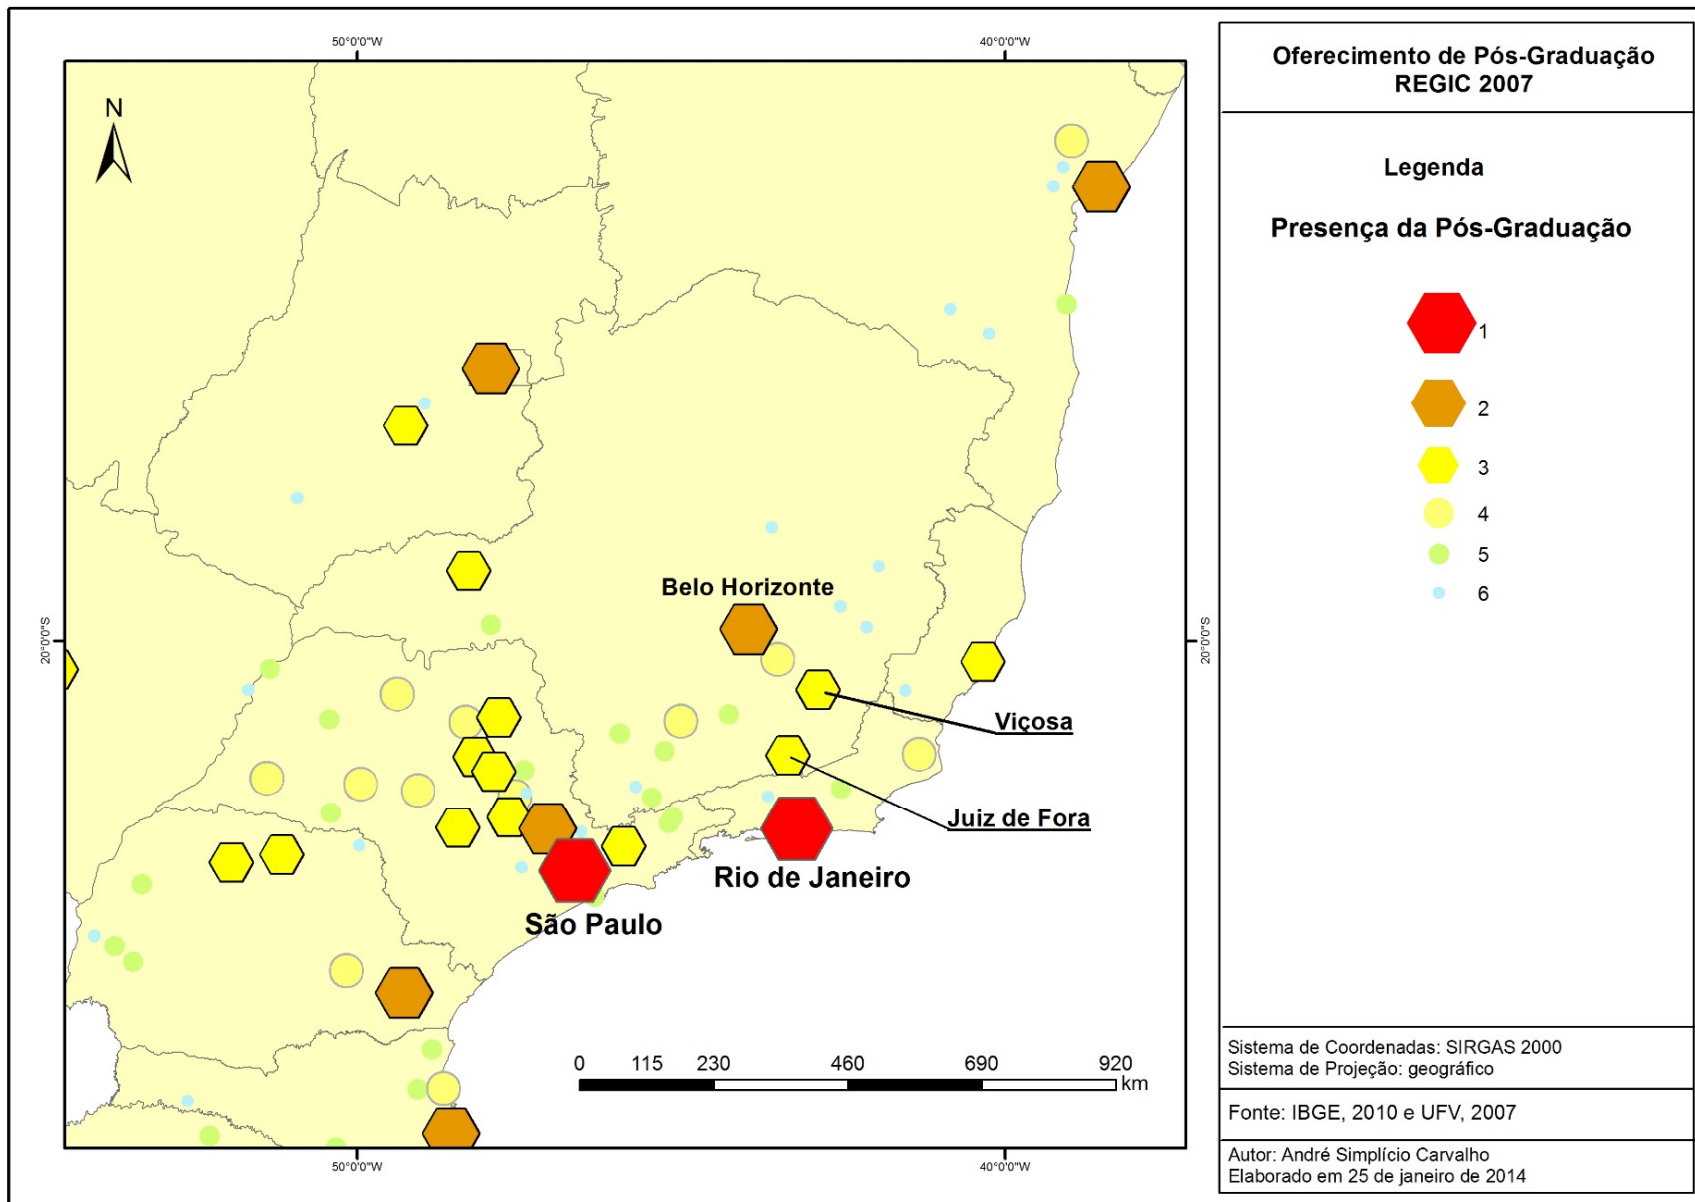 50°0'0"W
40°0'0"W
N
20°0'0"S
20°0'0"S
Belo Horizonte
Viçosa
Juiz de Fora
Rio de Janeiro
São Paulo
0 115 230 460 690 920
km
50°0'0"W
40°0'0"W
Oferecimento de Pós-Graduação
REGIC 2007
Legenda
Presença da Pós-Graduação
1
2
3
4
5
6
Sistema de Coordenadas: SIRGAS 2000
Sistema de Projeção: geográfico
Fonte: IBGE, 2010 e UFV, 2007
Autor: André Simplício Carvalho
Elaborado em 25 de janeiro de 2014